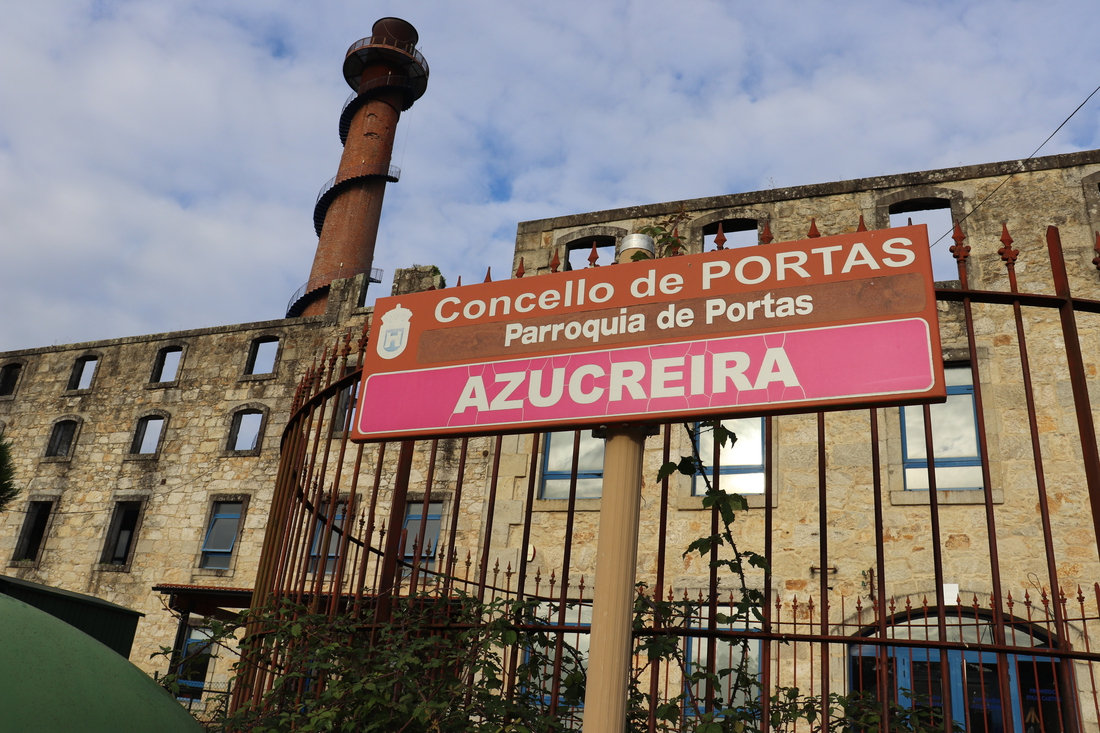 Concello de PORTAS
Parroquia de Portas
AZUCREIRA